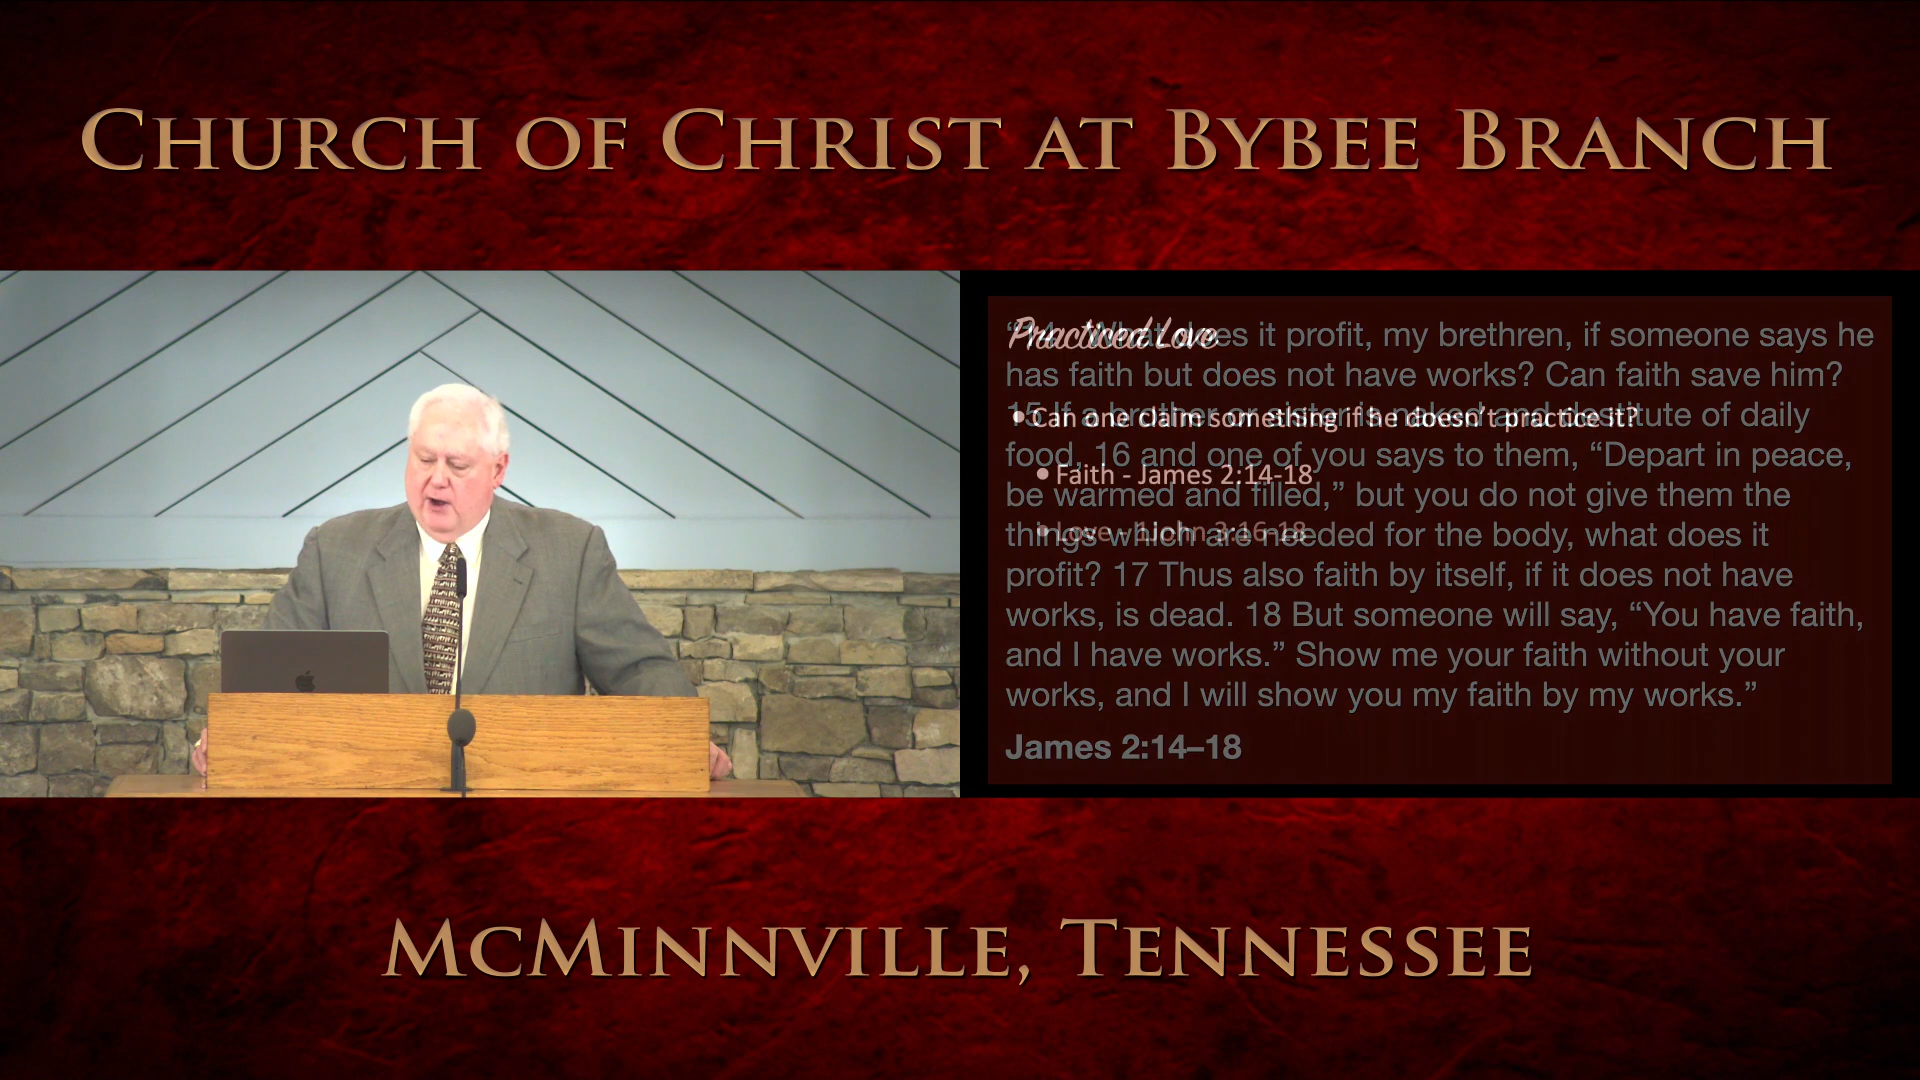 Church of Christ at Bybee Branch
Practiced Love
• Can one claim something if he doesn't practice it?
• Faith - James 2:14-18
• Love - 1 John 3:16-18
“14 What does it profit, my brethren, if someone says he
has faith but does not have works? Can faith save him?
15 If a brother or sister is naked and destitute of daily
food, 16 and one of you says to them, “Depart in peace,
be warmed and filled,” but you do not give them the
things which are needed for the body, what does it
profit? 17 Thus also faith by itself, if it does not have
works, is dead. 18 But someone will say, “You have faith,
and I have works.” Show me your faith without your
works, and I will show you my faith by my works.”
James 2:14–18
McMinnville, Tennessee